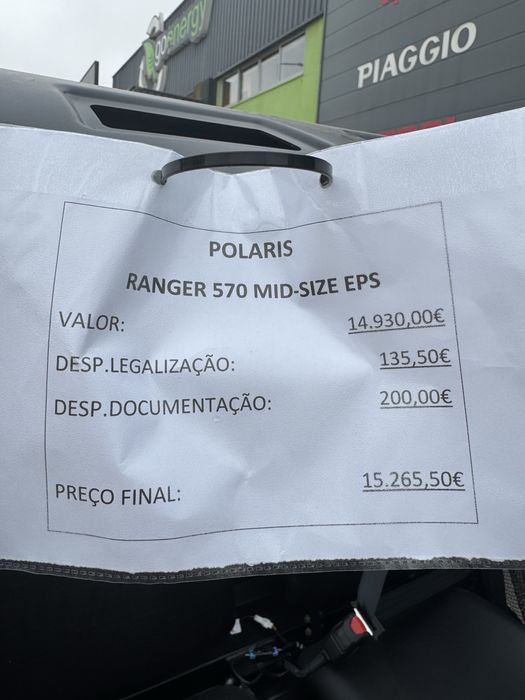 goenergy
PIAGGIO
POLARIS
RANGER 570 MID-SIZE EPS
VALOR: 14.930,00€
DESP.LEGALIZAÇÃO: 135,50€
DESP.DOCUMENTAÇÃO: 200,00€
PREÇO FINAL: 15.265,50€